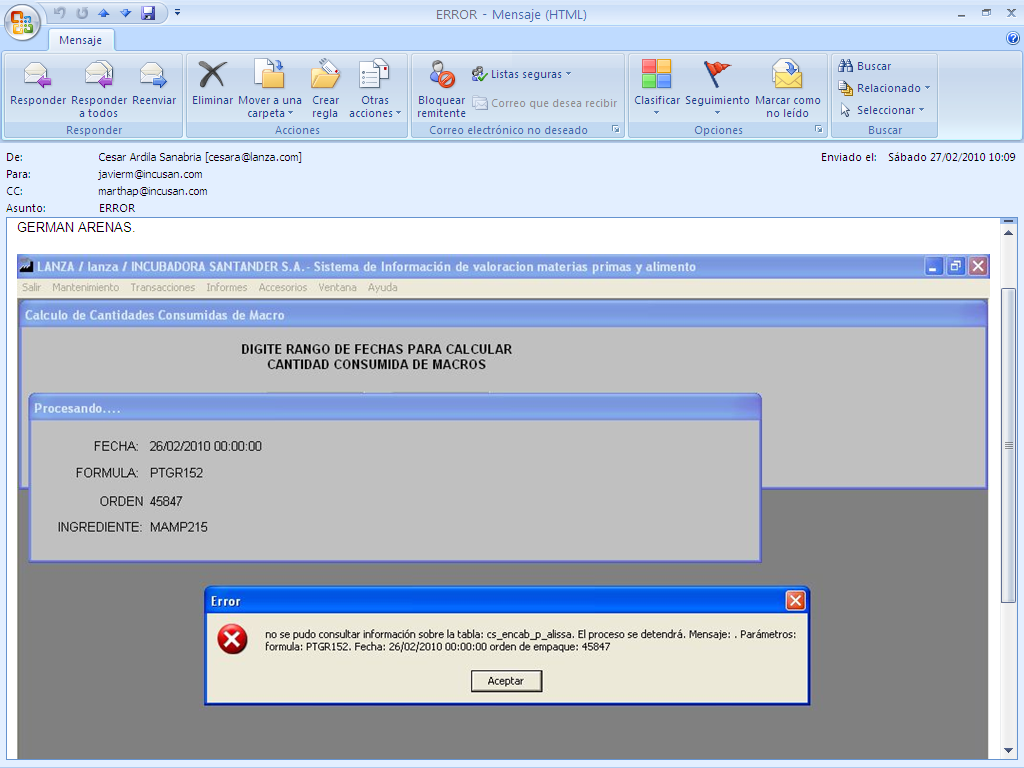 ERROR - Mensaje (HTML)
Mensaje
Responder
Responder a todos
Reenviar
Responder
Eliminar
Mover a una carpeta
Crear regla
Otras acciones
Acciones
Bloquear remitente
Listas seguras
Correo que desea recibir
Correo electrónico no deseado
Clasificar
Seguimiento
Marcar como no leído
Opciones
Buscar
Relacionado
Seleccionar
Buscar
De: Cesar Ardila Sanabria [cesara@lanza.com] Enviado el: Sábado 27/02/2010 10:09
Para: javierm@incusan.com
CC: marthap@incusan.com
Asunto: ERROR
GERMAN ARENAS.
LANZA / lanza / INCUBADORA SANTANDER S.A.- Sistema de Información de valoracion materias primas y alimento
Salir Mantenimiento Transacciones Informes Accesorios Ventana Ayuda
Calculo de Cantidades Consumidas de Macro
DIGITE RANGO DE FECHAS PARA CALCULAR
CANTIDAD CONSUMIDA DE MACROS
Procesando....
FECHA: 26/02/2010 00:00:00
FORMULA: PTGR152
ORDEN 45847
INGREDIENTE: MAMP215
Error
no se pudo consultar información sobre la tabla: cs_encab_p_alissa. El proceso se detendrá. Mensaje: . Parámetros:
formula: PTGR152. Fecha: 26/02/2010 00:00:00 orden de empaque: 45847
Aceptar